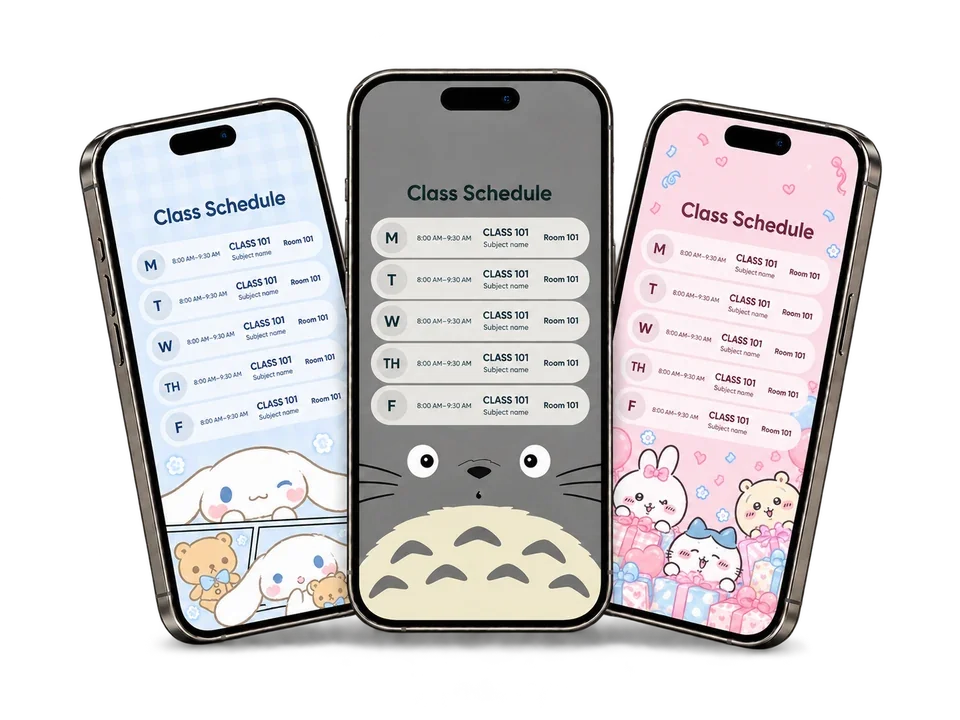 Class Schedule
M 8:00 AM–9:30 AM CLASS 101 Room 101
Subject name
T 8:00 AM–9:30 AM CLASS 101 Room 101
Subject name
W 8:00 AM–9:30 AM CLASS 101 Room 101
Subject name
TH 8:00 AM–9:30 AM CLASS 101 Room 101
Subject name
F 8:00 AM–9:30 AM CLASS 101 Room 101
Subject name
Class Schedule
M 8:00 AM–9:30 AM CLASS 101 Room 101
Subject name
T 8:00 AM–9:30 AM CLASS 101 Room 101
Subject name
W 8:00 AM–9:30 AM CLASS 101 Room 101
Subject name
TH 8:00 AM–9:30 AM CLASS 101 Room 101
Subject name
F 8:00 AM–9:30 AM CLASS 101 Room 101
Subject name
Class Schedule
M 8:00 AM–9:30 AM CLASS 101 Room 101
Subject name
T 8:00 AM–9:30 AM CLASS 101 Room 101
Subject name
W 8:00 AM–9:30 AM CLASS 101 Room 101
Subject name
TH 8:00 AM–9:30 AM CLASS 101 Room 101
Subject name
F 8:00 AM–9:30 AM CLASS 101 Room 101
Subject name